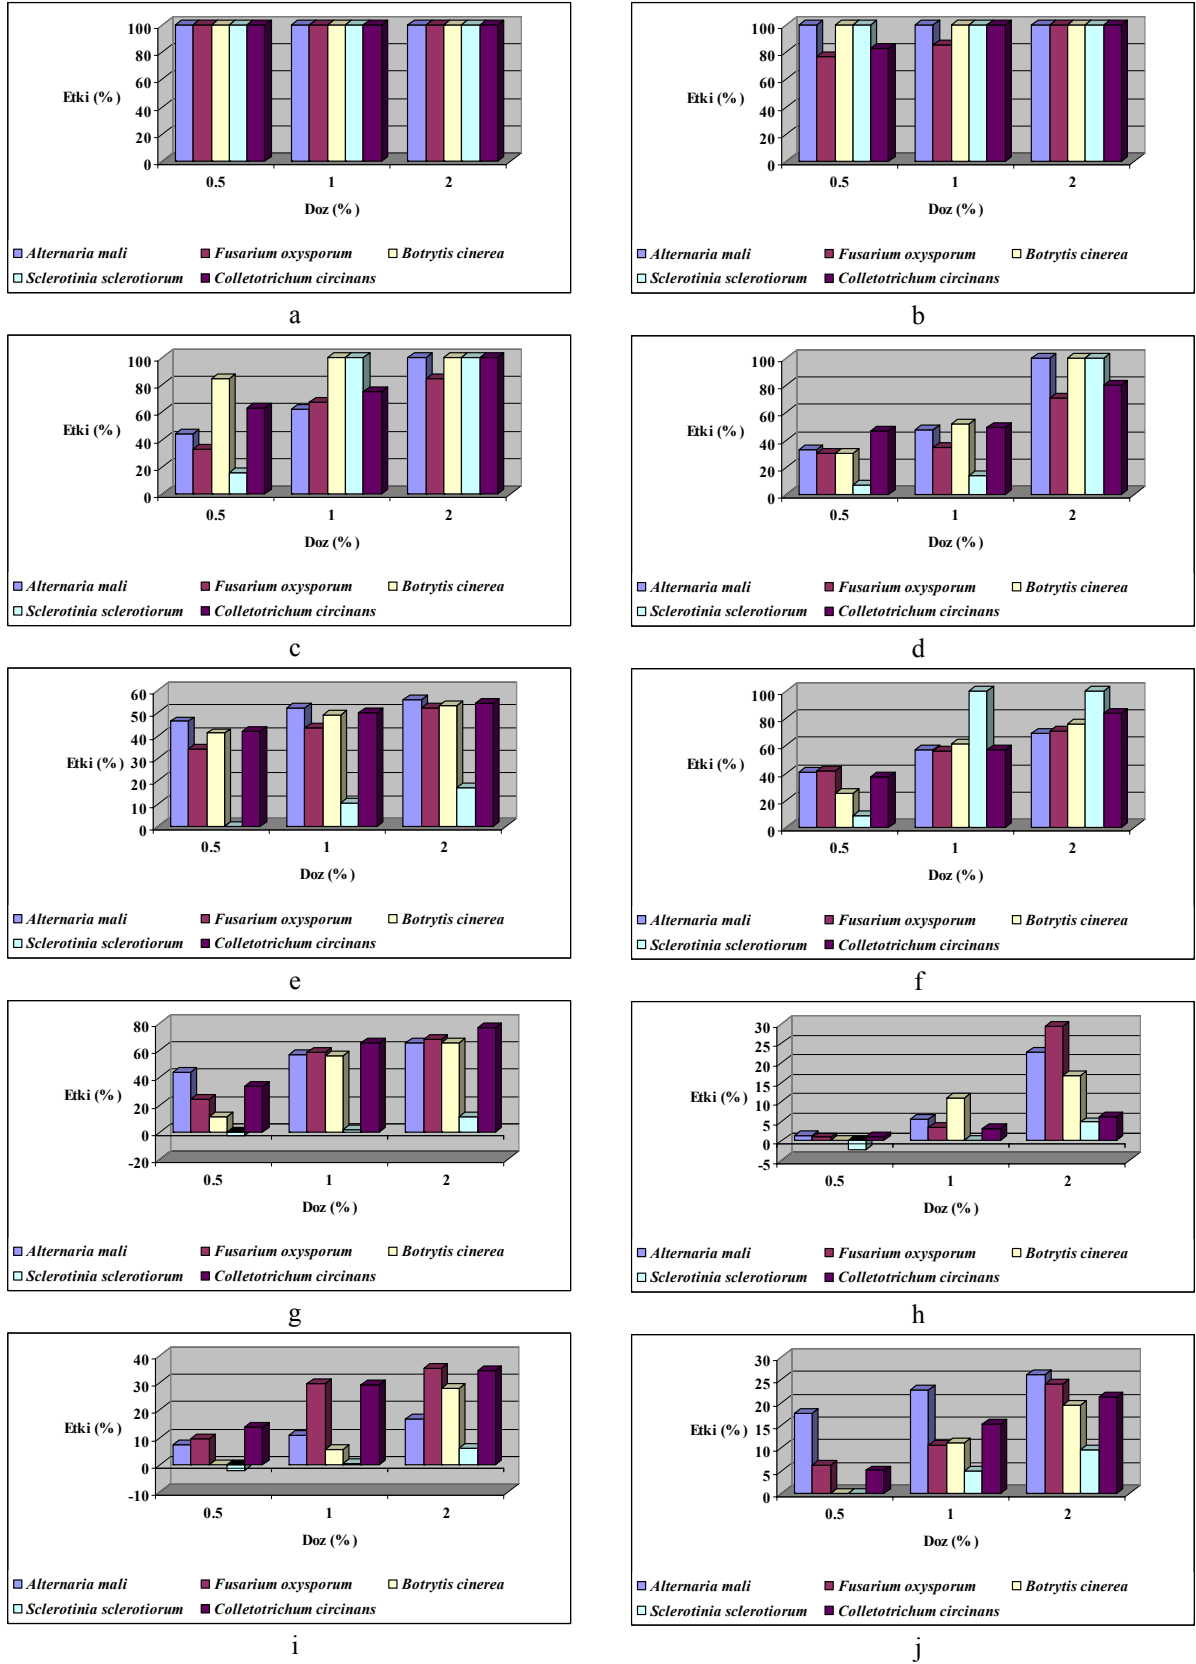 100
80
Etki (%)
60
40
20
0
0.5 1 2
Doz (%)
Alternaria mali Fusarium oxysporum Botrytis cinerea
Sclerotinia sclerotiorum Colletotrichum circinans
a
100
80
Etki (%)
60
40
20
0
0.5 1 2
Doz (%)
Alternaria mali Fusarium oxysporum Botrytis cinerea
Sclerotinia sclerotiorum Colletotrichum circinans
b
100
80
60
Etki (%)
40
20
0
0.5 1 2
Doz (%)
Alternaria mali Fusarium oxysporum Botrytis cinerea
Sclerotinia sclerotiorum Colletotrichum circinans
c
100
80
60
Etki (%)
40
20
0
0.5 1 2
Doz (%)
Alternaria mali Fusarium oxysporum Botrytis cinerea
Sclerotinia sclerotiorum Colletotrichum circinans
d
60
50
40
Etki (%)
30
20
10
0
0.5 1 2
Doz (%)
Alternaria mali Fusarium oxysporum Botrytis cinerea
Sclerotinia sclerotiorum Colletotrichum circinans
e
100
80
60
Etki (%)
40
20
0
0.5 1 2
Doz (%)
Alternaria mali Fusarium oxysporum Botrytis cinerea
Sclerotinia sclerotiorum Colletotrichum circinans
f
80
60
40
Etki (%)
20
0
-20
0.5 1 2
Doz (%)
Alternaria mali Fusarium oxysporum Botrytis cinerea
Sclerotinia sclerotiorum Colletotrichum circinans
g
30
25
20
15
Etki (%)
10
5
0
-5
0.5 1 2
Doz (%)
Alternaria mali Fusarium oxysporum Botrytis cinerea
Sclerotinia sclerotiorum Colletotrichum circinans
h
40
30
20
Etki (%)
10
0
-10
0.5 1 2
Doz (%)
Alternaria mali Fusarium oxysporum Botrytis cinerea
Sclerotinia sclerotiorum Colletotrichum circinans
i
30
25
20
Etki (%)
15
10
5
0
0.5 1 2
Doz (%)
Alternaria mali Fusarium oxysporum Botrytis cinerea
Sclerotinia sclerotiorum Colletotrichum circinans
j